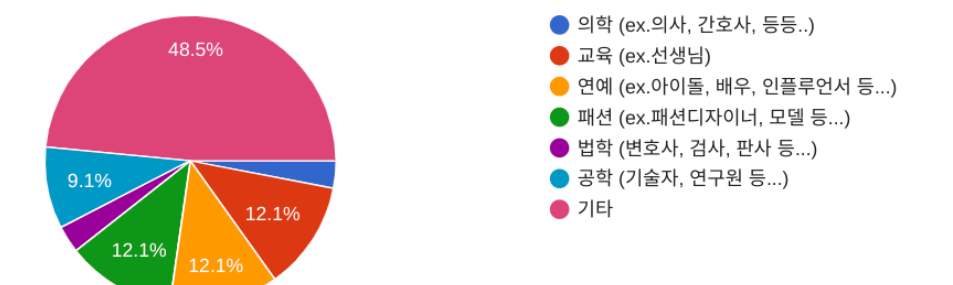 48.5%
9.1%
12.1%
12.1%
12.1%
의학 (ex.의사, 간호사, 등등..)
교육 (ex.선생님)
연예 (ex.아이돌, 배우, 인플루언서 등...)
패션 (ex.패션디자이너, 모델 등...)
법학 (변호사, 검사, 판사 등...)
공학 (기술자, 연구원 등...)
기타